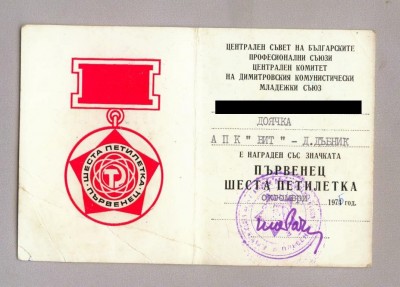 ШЕСТА ПЕТИЛЕТКА
ПЪРВЕНЕЦ
ЦЕНТРАЛЕН СЪВЕТ НА БЪЛГАРСКИТЕ
ПРОФЕСИОНАЛНИ СЪЮЗИ
ЦЕНТРАЛЕН КОМИТЕТ
НА ДИМИТРОВСКИЯ КОМУНИСТИЧЕСКИ
МЛАДЕЖКИ СЪЮЗ
ДОЯЧКА
А П К " ВИТ " - Д.ДЪБНИК
Е НАГРАДЕН СЪС ЗНАЧКАТА
ПЪРВЕНЕЦ
ШЕСТА ПЕТИЛЕТКА
год.